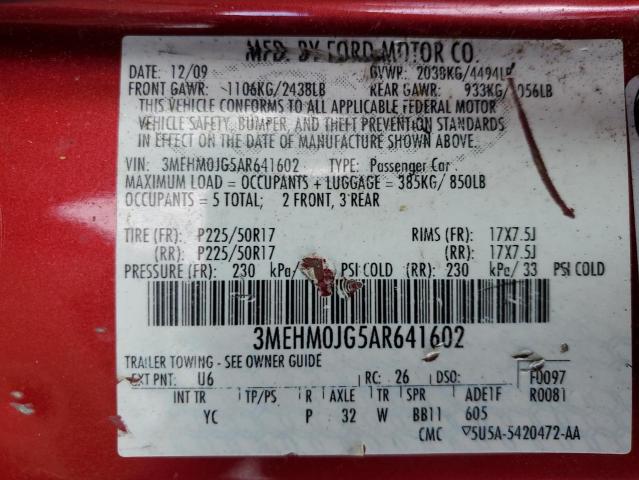 MFD. BY FORD MOTOR CO.
DATE: 12/09 GVWR: 2038KG/4494LB
FRONT GAWR: 1106KG/2438LB REAR GAWR: 933KG/ 056LB
THIS VEHICLE CONFORMS TO ALL APPLICABLE FEDERAL MOTOR
VEHICLE SAFETY, BUMPER, AND THEFT PREVENTION STANDARDS
IN EFFECT ON THE DATE OF MANUFACTURE SHOWN ABOVE.
VIN: 3MEHM0JG5AR641602 TYPE: Passenger Car
MAXIMUM LOAD = OCCUPANTS + LUGGAGE = 385KG/ 850LB
OCCUPANTS = 5 TOTAL; 2 FRONT, 3 REAR
TIRE (FR): P225/50R17 RIMS (FR): 17X7.5J
(RR): P225/50R17 (RR): 17X7.5J
PRESSURE (FR): 230 kPa/ PSI COLD (RR): 230 kPa/ 33 PSI COLD
3MEHM0JG5AR641602
TRAILER TOWING - SEE OWNER GUIDE
EXT PNT: U6 RC: 26 DSO: F0097
INT TR TP/PS R AXLE TR SPR ADE1F R0081
YC P 32 W BB11 605
CMC ▽5U5A-5420472-AA